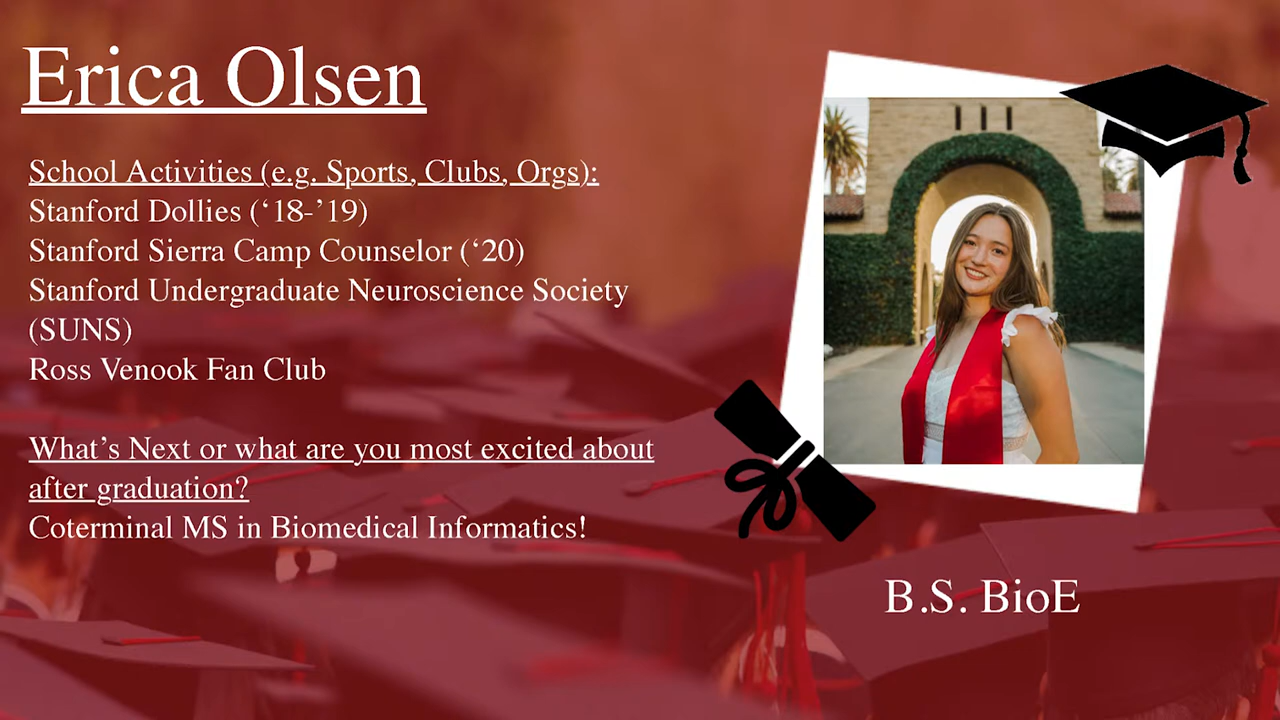 Erica Olsen
School Activities (e.g. Sports, Clubs, Orgs):
Stanford Dollies (‘18-’19)
Stanford Sierra Camp Counselor (‘20)
Stanford Undergraduate Neuroscience Society
(SUNS)
Ross Venook Fan Club
What’s Next or what are you most excited about
after graduation?
Coterminal MS in Biomedical Informatics!
B.S. BioE